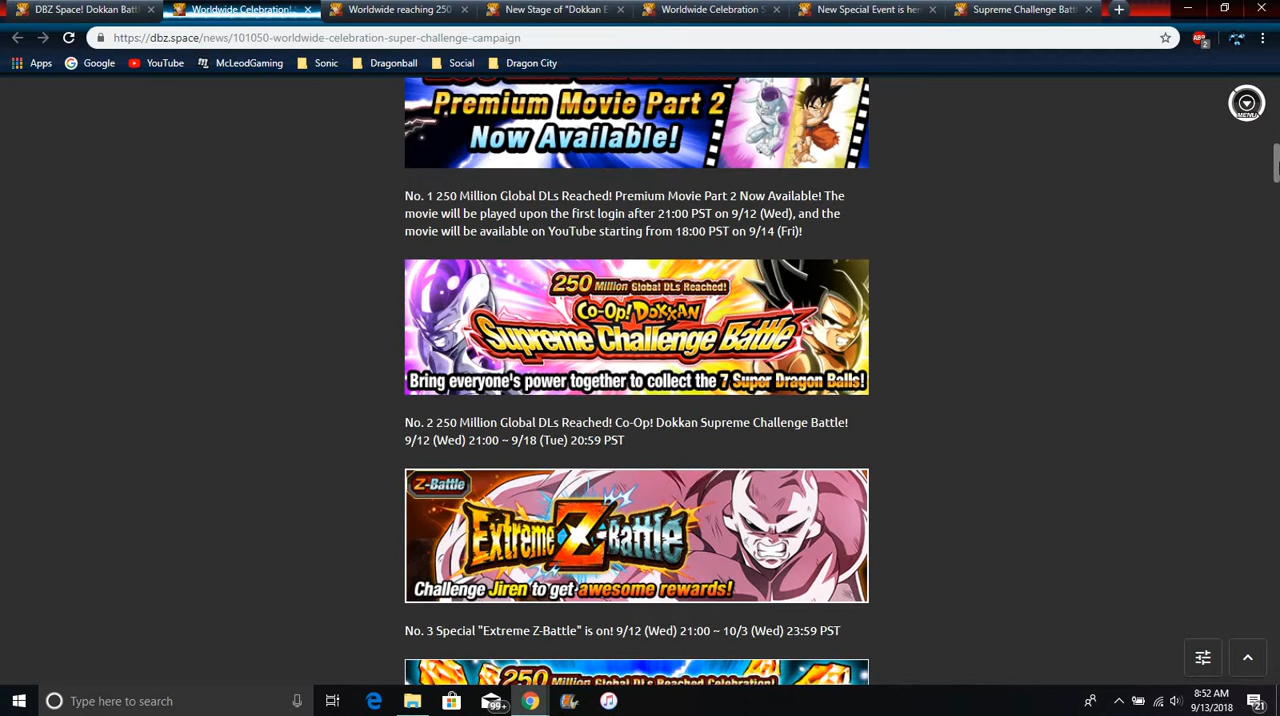 DBZ Space! Dokkan Batt
Worldwide Celebration!
Worldwide reaching 250
New Stage of "Dokkan E
Worldwide Celebration S
New Special Event is her
Supreme Challenge Batt
https://dbz.space/news/101050-worldwide-celebration-super-challenge-campaign
2
Apps
Google
YouTube
McLeodGaming
Sonic
Dragonball
Social
Dragon City
MENU
Premium Movie Part 2
Now Available!
No. 1 250 Million Global DLs Reached! Premium Movie Part 2 Now Available! The
movie will be played upon the first login after 21:00 PST on 9/12 (Wed), and the
movie will be available on YouTube starting from 18:00 PST on 9/14 (Fri)!
250 Million Global DLs Reached!
Co-Op! Dokkan
Supreme Challenge Battle
Bring everyone's power together to collect the 7 Super Dragon Balls!
No. 2 250 Million Global DLs Reached! Co-Op! Dokkan Supreme Challenge Battle!
9/12 (Wed) 21:00 ~ 9/18 (Tue) 20:59 PST
Z-Battle
Extreme Z-Battle
Challenge Jiren to get awesome rewards!
No. 3 Special "Extreme Z-Battle" is on! 9/12 (Wed) 21:00 ~ 10/3 (Wed) 23:59 PST
250 Million Global DLs Reached Celebration!
Type here to search
99+
8:52 AM
9/13/2018
21